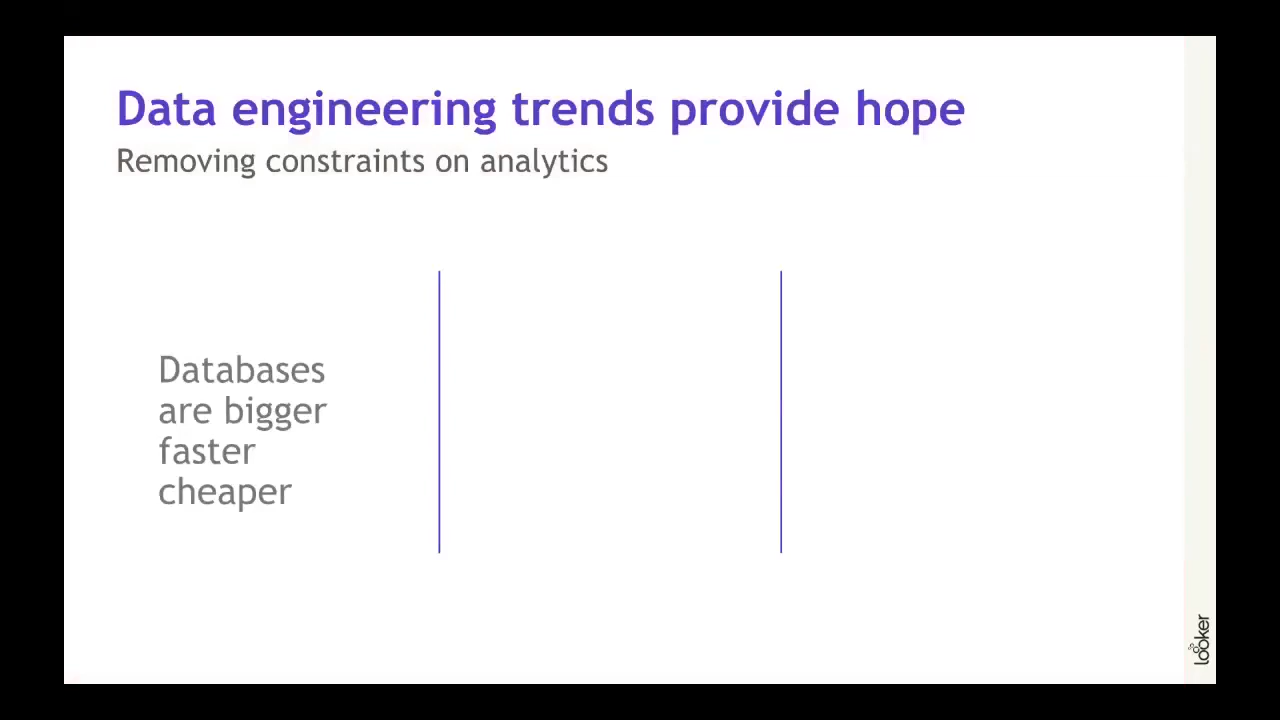 Data engineering trends provide hope
Removing constraints on analytics
Databases
are bigger
faster
cheaper
looker